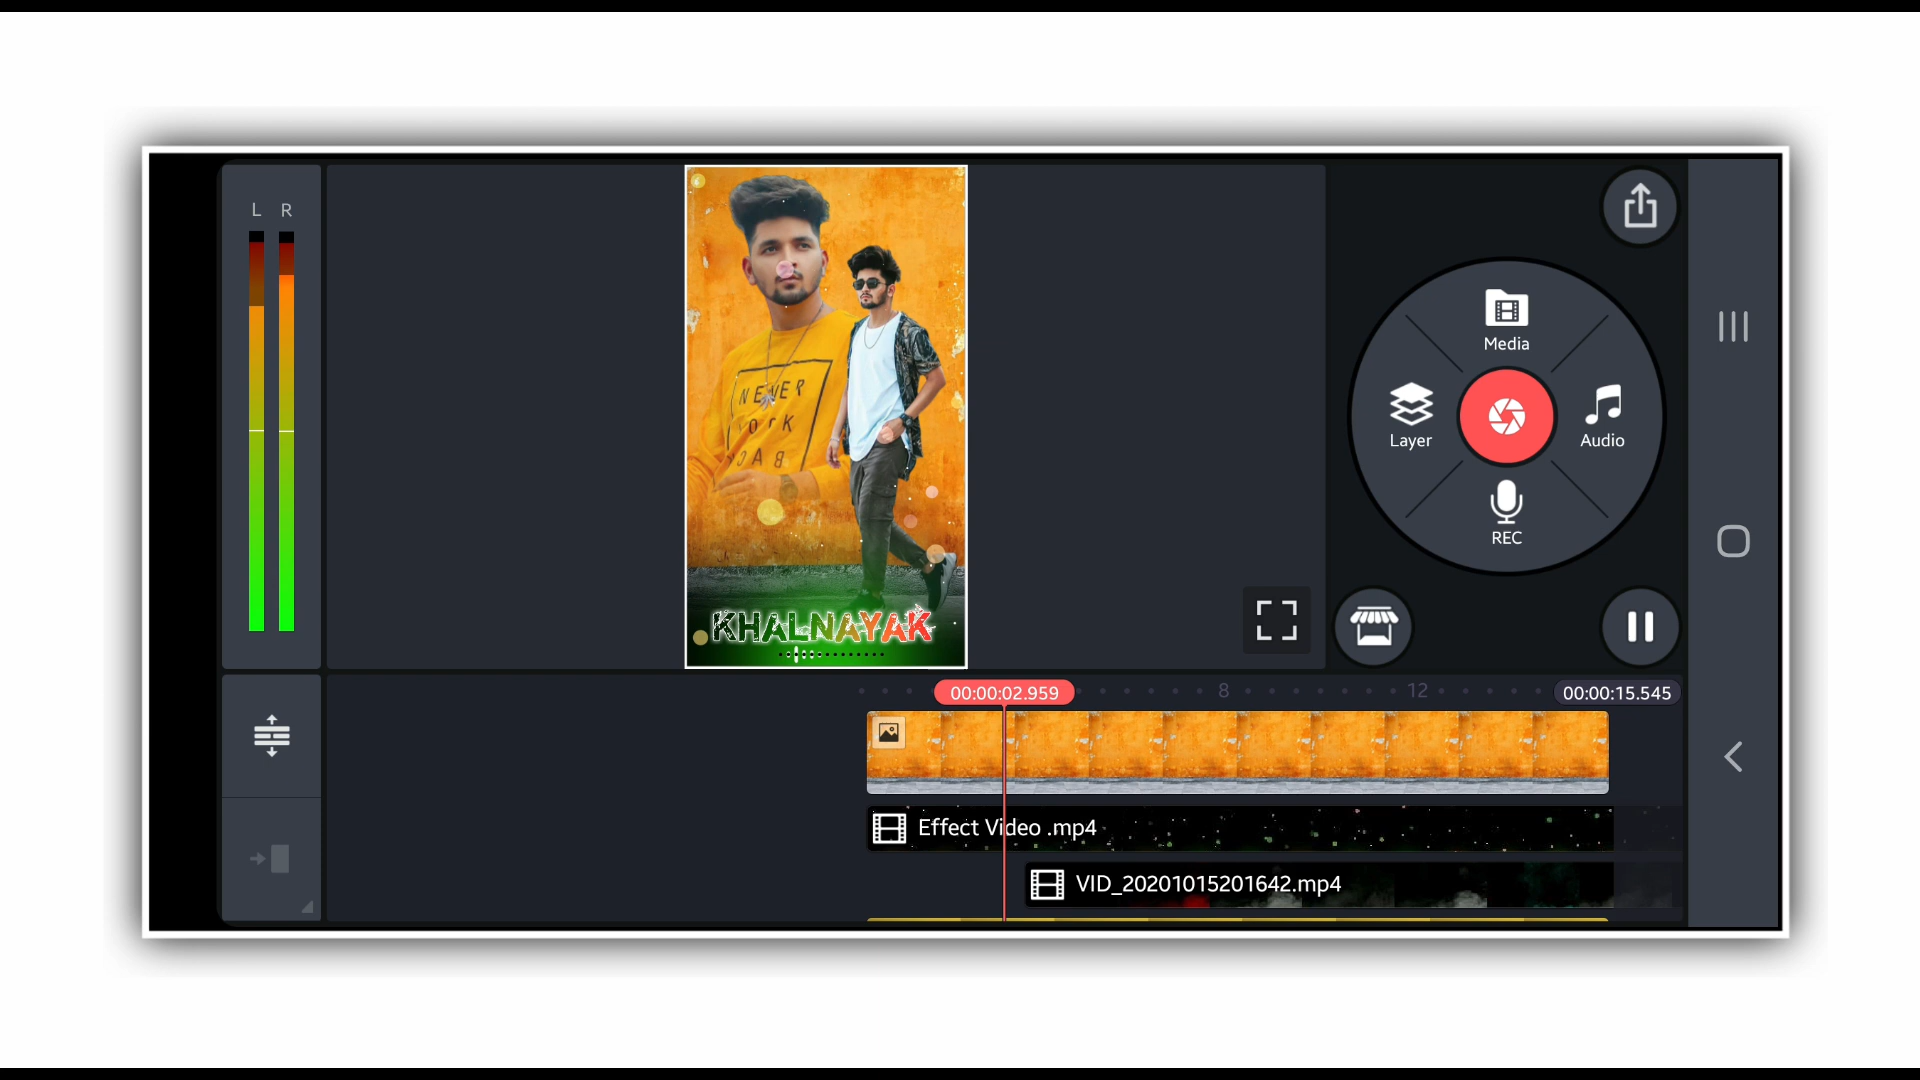 L R
Media
Layer
Audio
REC
NEVER
KHALNAYAK
00:00:02.959
8
12
00:00:15.545
Effect Video .mp4
VID_20201015201642.mp4